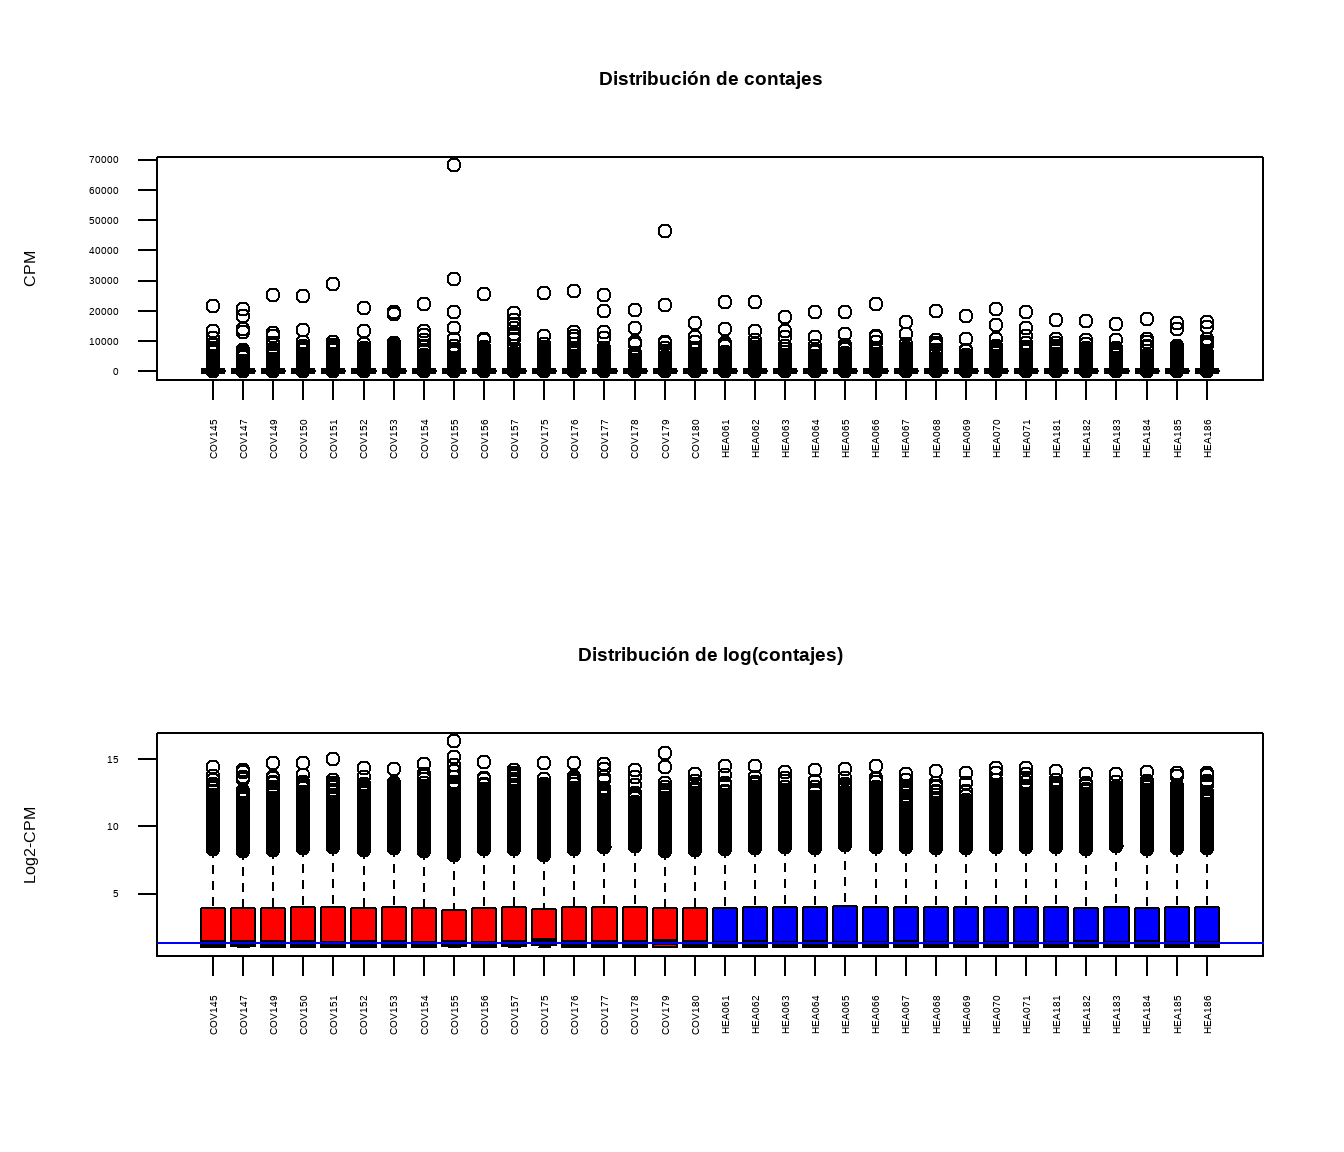 Distribución de contajes
CPM
70000
60000
50000
40000
30000
20000
10000
0
COV145 COV147 COV149 COV150 COV151 COV152 COV153 COV154 COV155 COV156 COV157 COV175 COV176 COV177 COV178 COV179 COV180 HEA061 HEA062 HEA063 HEA064 HEA065 HEA066 HEA067 HEA068 HEA069 HEA070 HEA071 HEA181 HEA182 HEA183 HEA184 HEA185 HEA186
Distribución de log(contajes)
Log2-CPM
15
10
5
COV145 COV147 COV149 COV150 COV151 COV152 COV153 COV154 COV155 COV156 COV157 COV175 COV176 COV177 COV178 COV179 COV180 HEA061 HEA062 HEA063 HEA064 HEA065 HEA066 HEA067 HEA068 HEA069 HEA070 HEA071 HEA181 HEA182 HEA183 HEA184 HEA185 HEA186